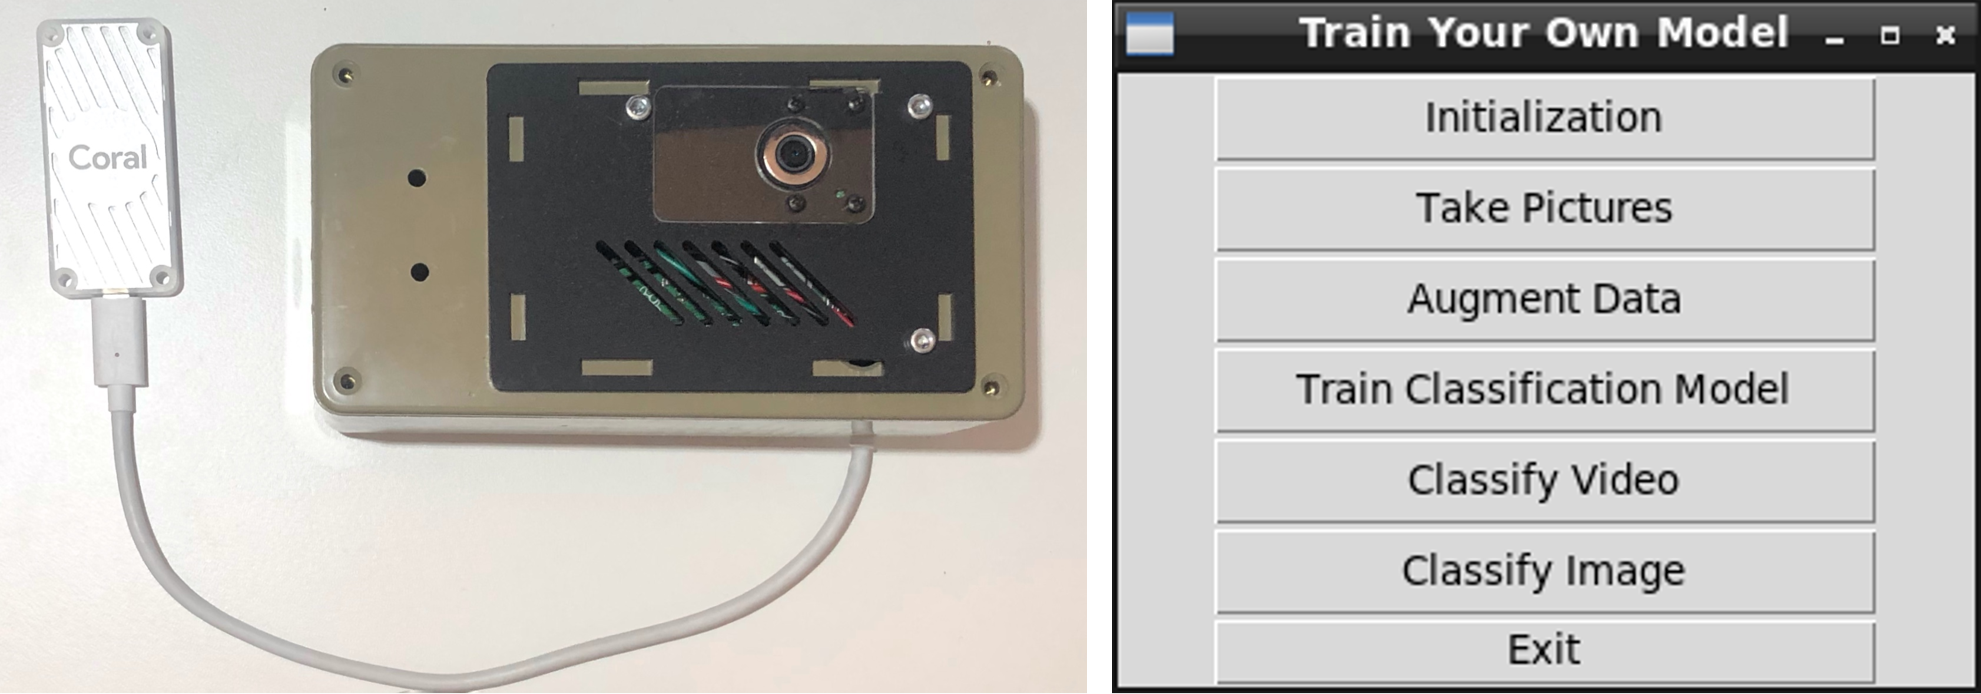 Coral
Train Your Own Model
Initialization
Take Pictures
Augment Data
Train Classification Model
Classify Video
Classify Image
Exit